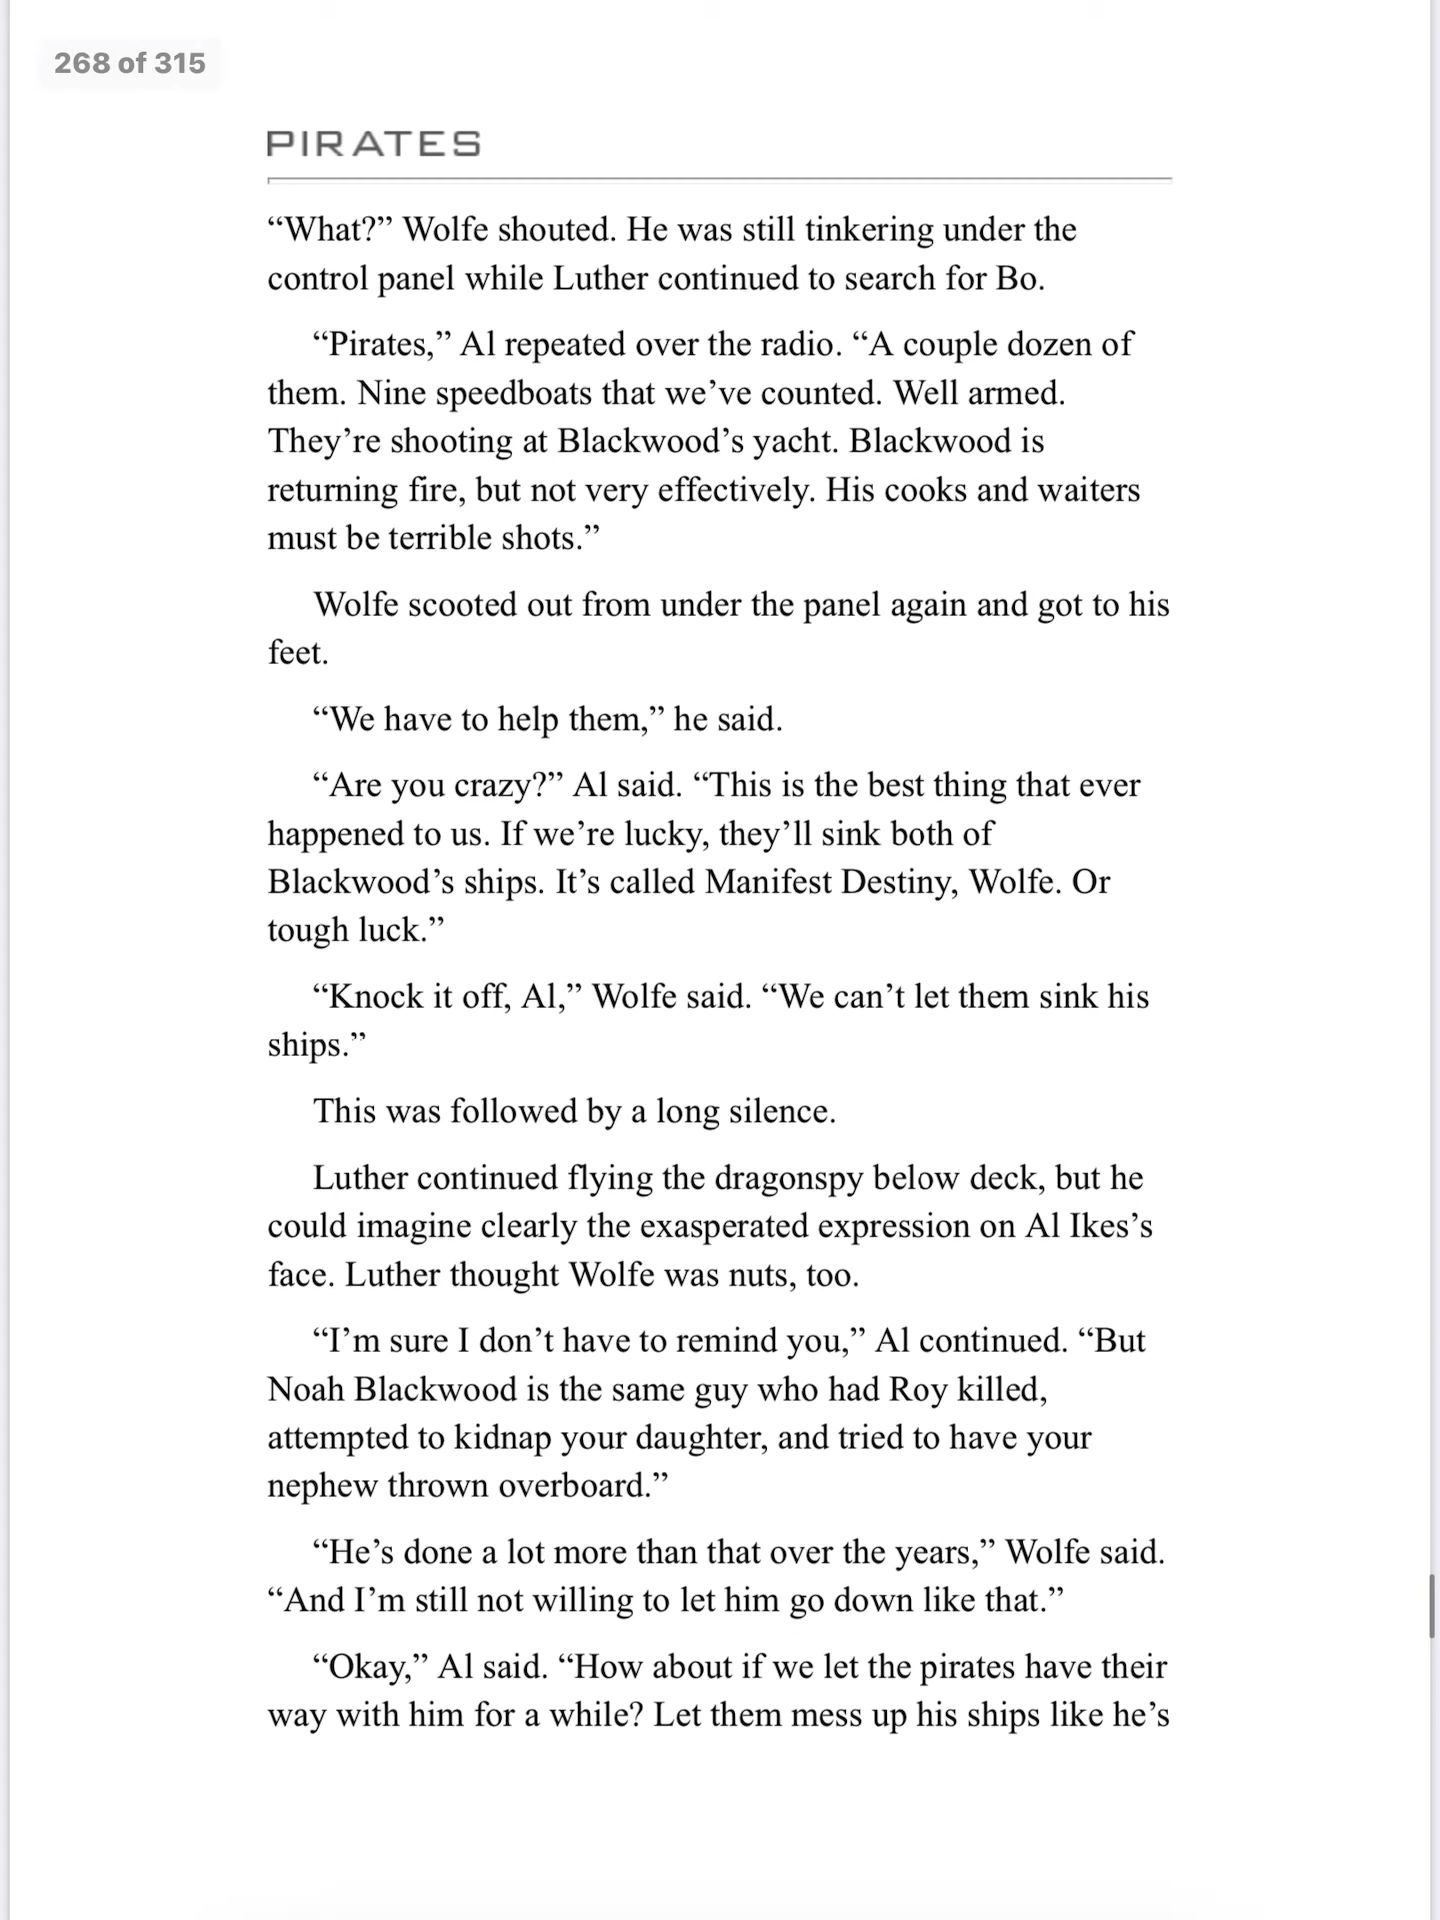 268 of 315
PIRATES
“What?” Wolfe shouted. He was still tinkering under the
control panel while Luther continued to search for Bo.
“Pirates,” Al repeated over the radio. “A couple dozen of
them. Nine speedboats that we’ve counted. Well armed.
They’re shooting at Blackwood’s yacht. Blackwood is
returning fire, but not very effectively. His cooks and waiters
must be terrible shots.”
Wolfe scooted out from under the panel again and got to his
feet.
“We have to help them,” he said.
“Are you crazy?” Al said. “This is the best thing that ever
happened to us. If we’re lucky, they’ll sink both of
Blackwood’s ships. It’s called Manifest Destiny, Wolfe. Or
tough luck.”
“Knock it off, Al,” Wolfe said. “We can’t let them sink his
ships.”
This was followed by a long silence.
Luther continued flying the dragonspy below deck, but he
could imagine clearly the exasperated expression on Al Ikes’s
face. Luther thought Wolfe was nuts, too.
“I’m sure I don’t have to remind you,” Al continued. “But
Noah Blackwood is the same guy who had Roy killed,
attempted to kidnap your daughter, and tried to have your
nephew thrown overboard.”
“He’s done a lot more than that over the years,” Wolfe said.
“And I’m still not willing to let him go down like that.”
“Okay,” Al said. “How about if we let the pirates have their
way with him for a while? Let them mess up his ships like he’s